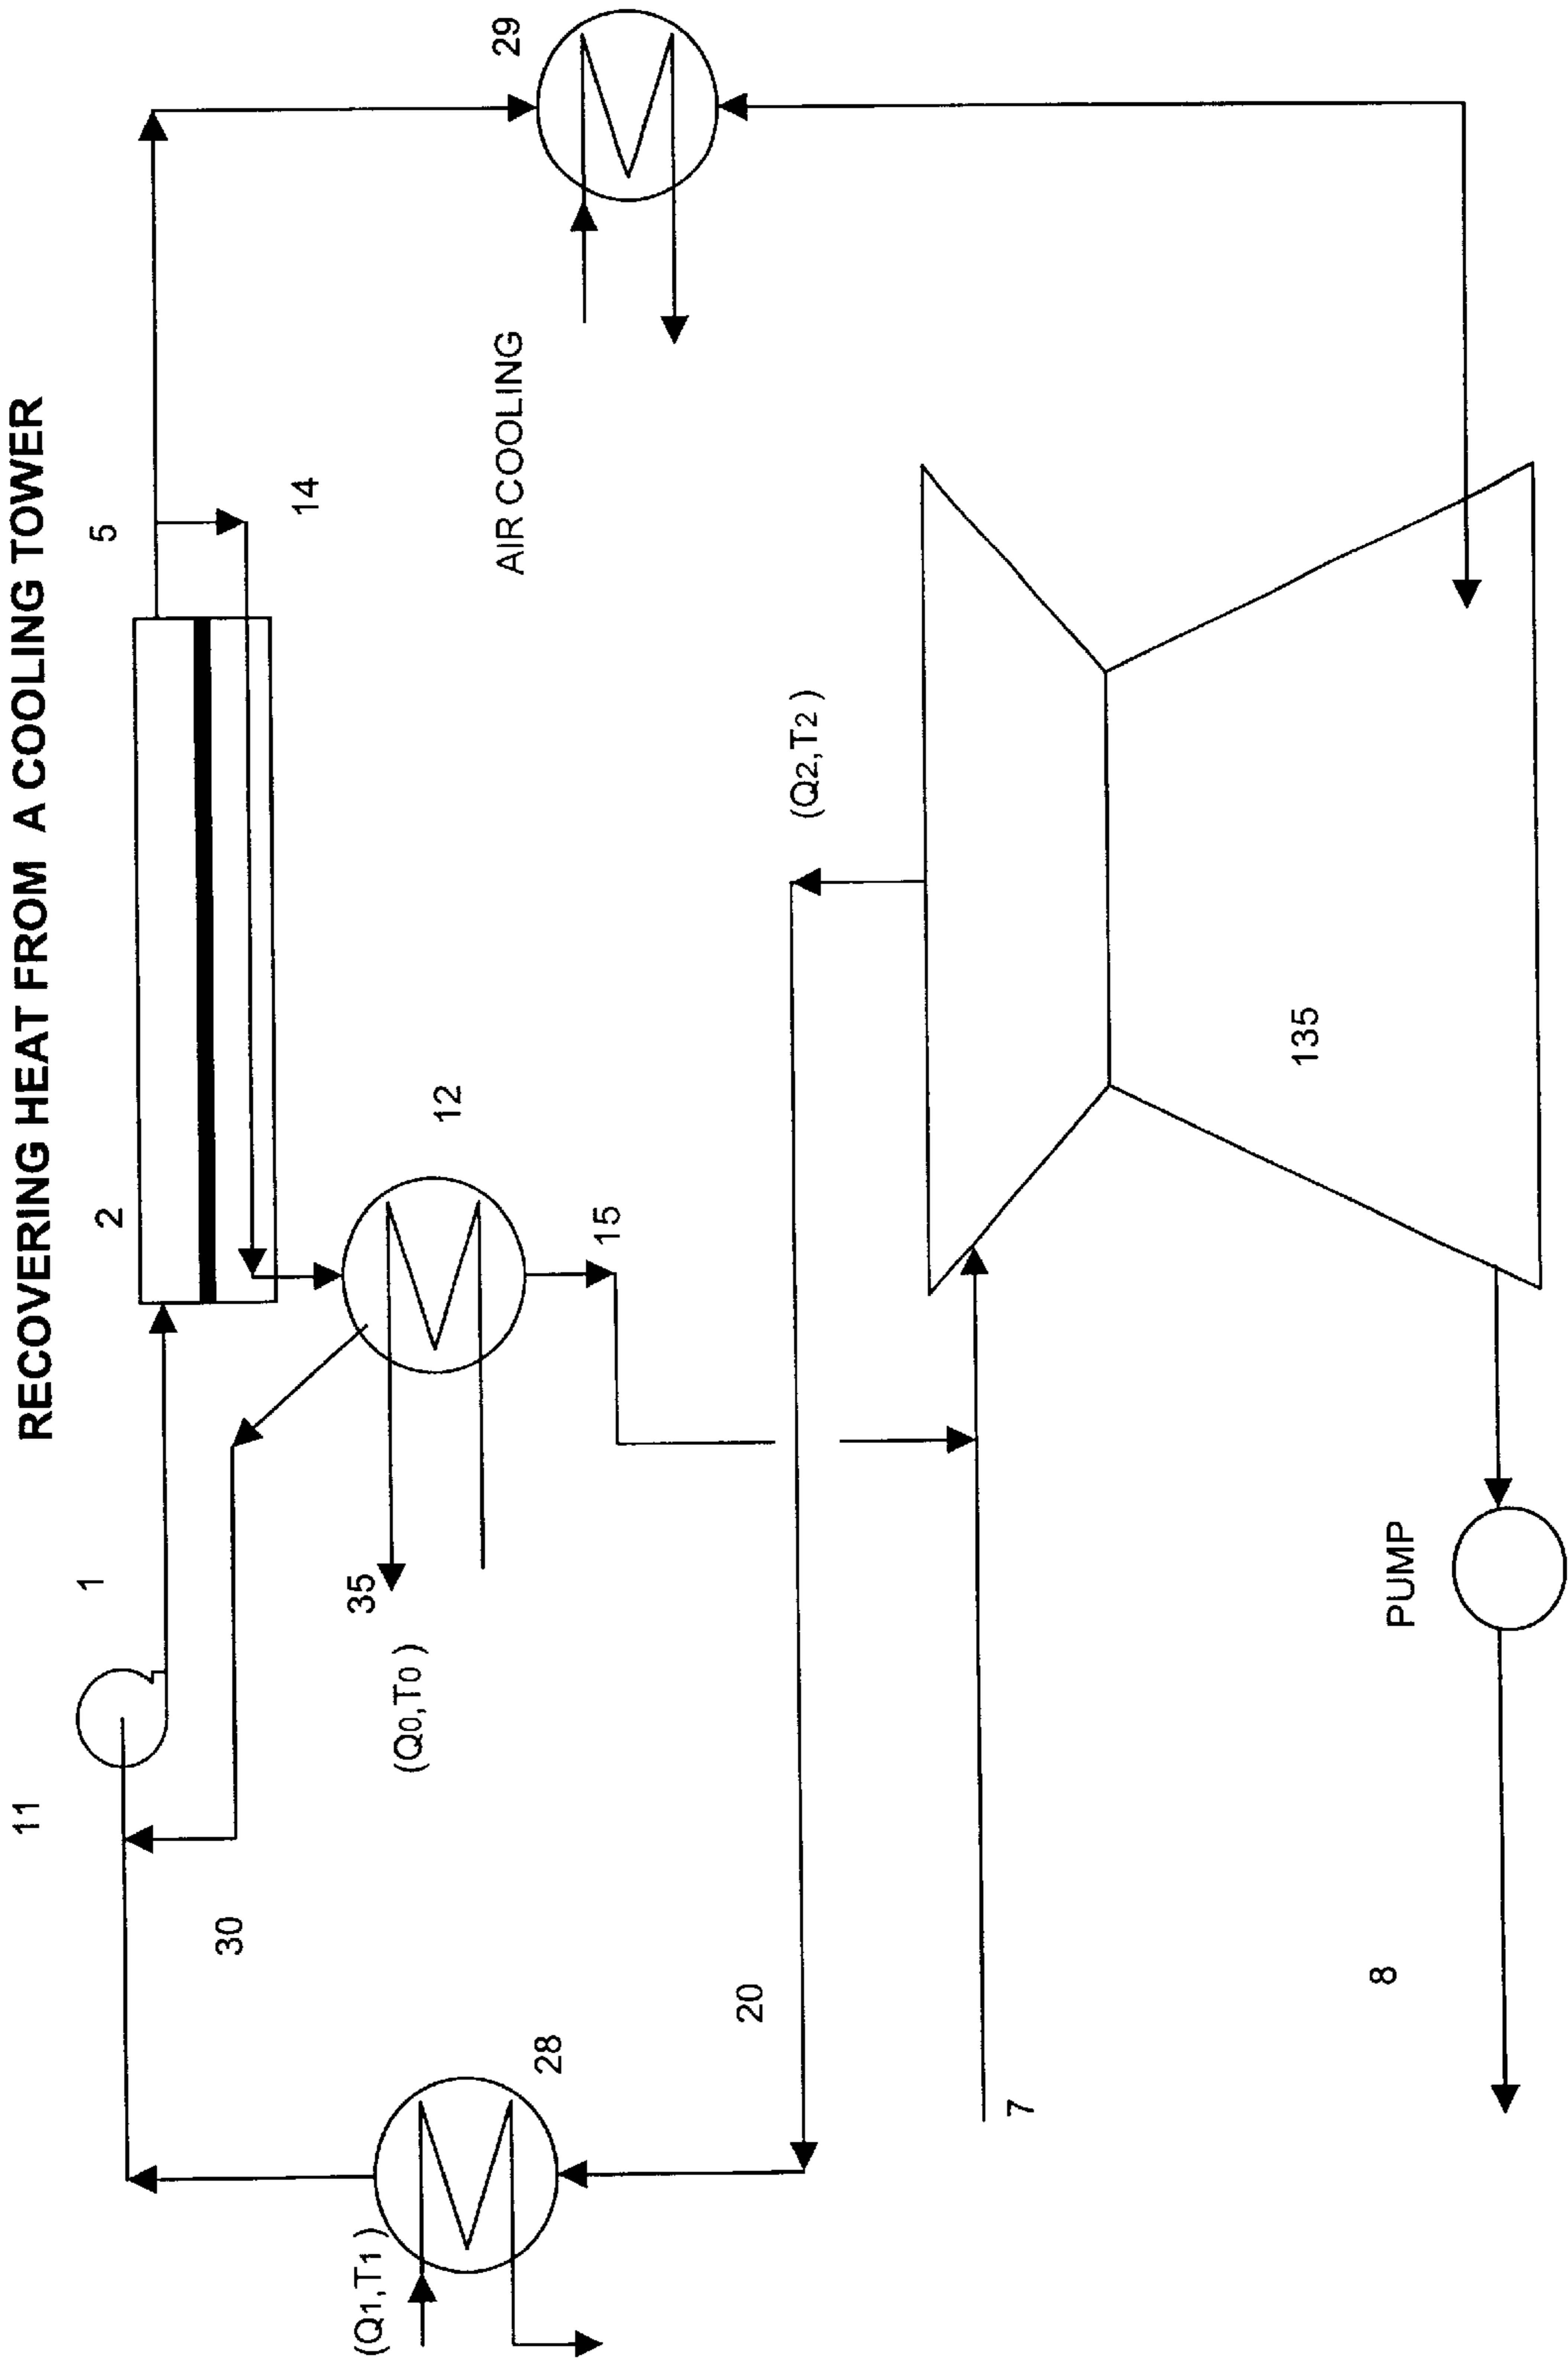 RECOVERING HEAT FROM A COOLING TOWER
11
1
2
5
30
14
(Q1,T1)
35
(Q0,T0)
12
AIR COOLING
29
28
15
20
(Q2,T2)
7
135
8
PUMP